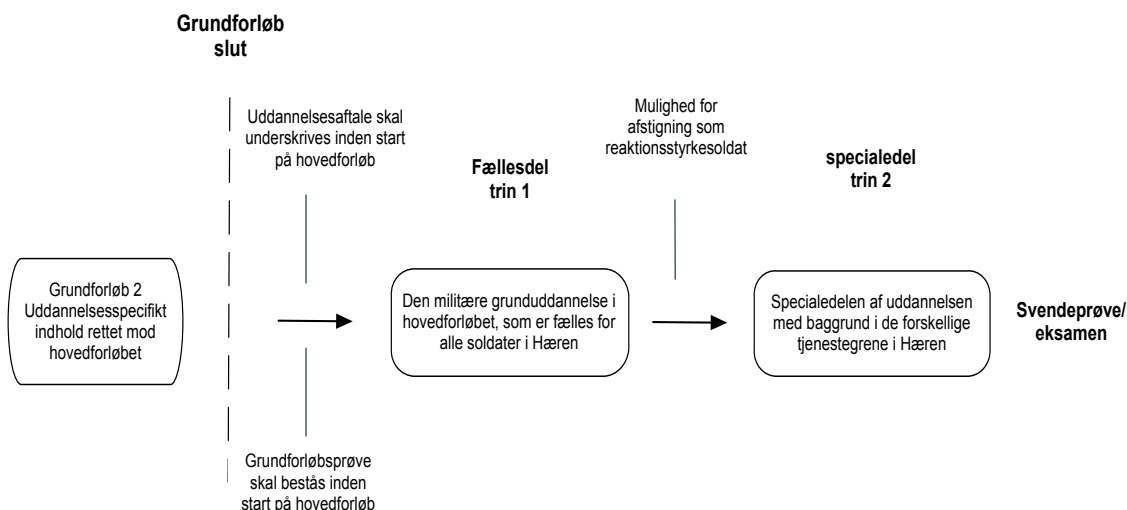 Grundforløb
slut
Uddannelsesaftale skal
underskrives inden start
på hovedforløb
Mulighed for
afstigning som
reaktionsstyrkesoldat
Fællesdel
trin 1
specialedel
trin 2
Grundforløb 2
Uddannelsesspecifikt
indhold rettet mod
hovedforløbet
Den militære grunduddannelse i
hovedforløbet, som er fælles for
alle soldater i Hæren
Specialedelen af uddannelsen
med baggrund i de forskellige
tjenestegrene i Hæren
Svendeprøve/
eksamen
Grundforløbsprøve
skal bestås inden
start på hovedforløb